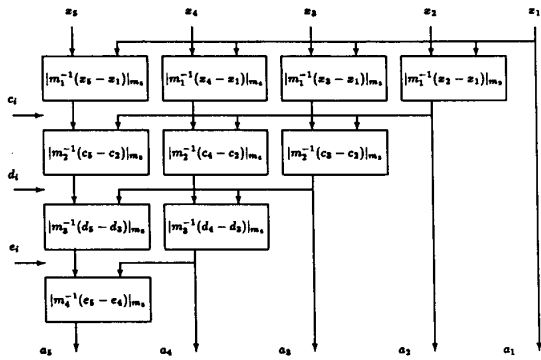 x₅ x₄ x₃ x₂ x₁
|m₁⁻¹(x₅ − x₁)|ₘ₅ |m₁⁻¹(x₄ − x₁)|ₘ₄ |m₁⁻¹(x₃ − x₁)|ₘ₃ |m₁⁻¹(x₂ − x₁)|ₘ₂
cᵢ
|m₂⁻¹(c₅ − c₂)|ₘ₅ |m₂⁻¹(c₄ − c₂)|ₘ₄ |m₂⁻¹(c₃ − c₂)|ₘ₃
dᵢ
|m₃⁻¹(d₅ − d₃)|ₘ₅ |m₃⁻¹(d₄ − d₃)|ₘ₄
eᵢ
|m₄⁻¹(e₅ − e₄)|ₘ₅
a₅ a₄ a₃ a₂ a₁